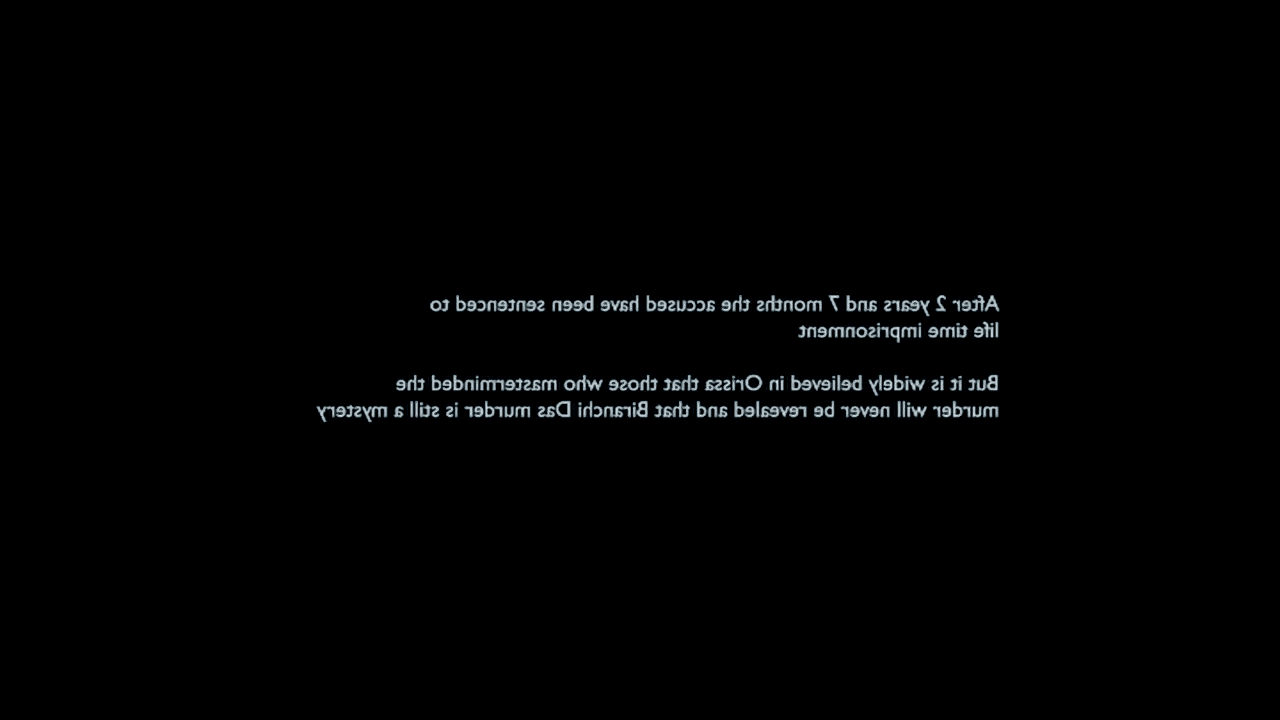 After 2 years and 7 months the accused have been sentenced to
life time imprisonment
But it is widely believed in Orissa that those who masterminded the
murder will never be revealed and that Biranchi Das murder is still a mystery